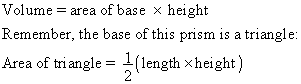 Volume = area of base × height
Remember, the base of this prism is a triangle:
Area of triangle = 1/2 (length × height)